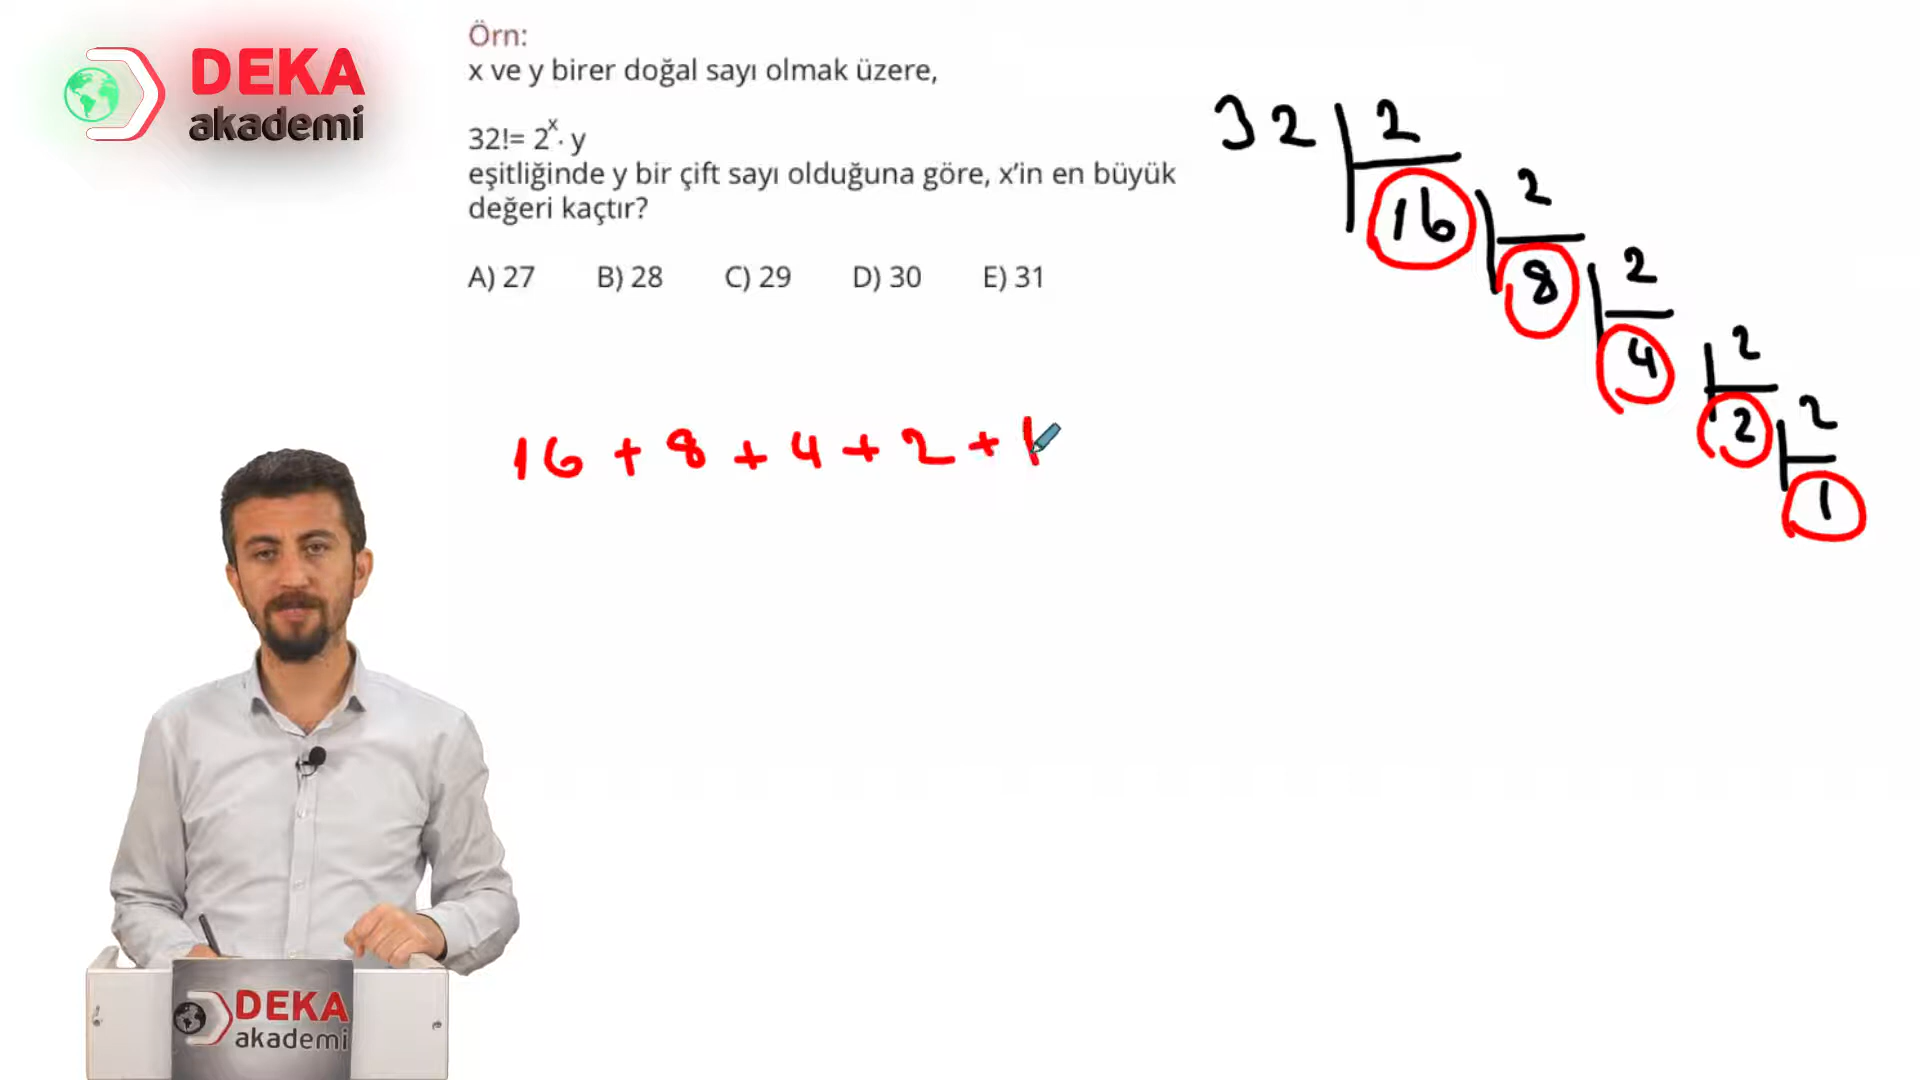 DEKA
akademi
Örn:
x ve y birer doğal sayı olmak üzere,
32!= 2ˣ· y
eşitliğinde y bir çift sayı olduğuna göre, x’in en büyük
değeri kaçtır?
A) 27 B) 28 C) 29 D) 30 E) 31
32 2
16 2
8 2
4 2
2 2
1
16 + 8 + 4 + 2 + 1
DEKA
akademi